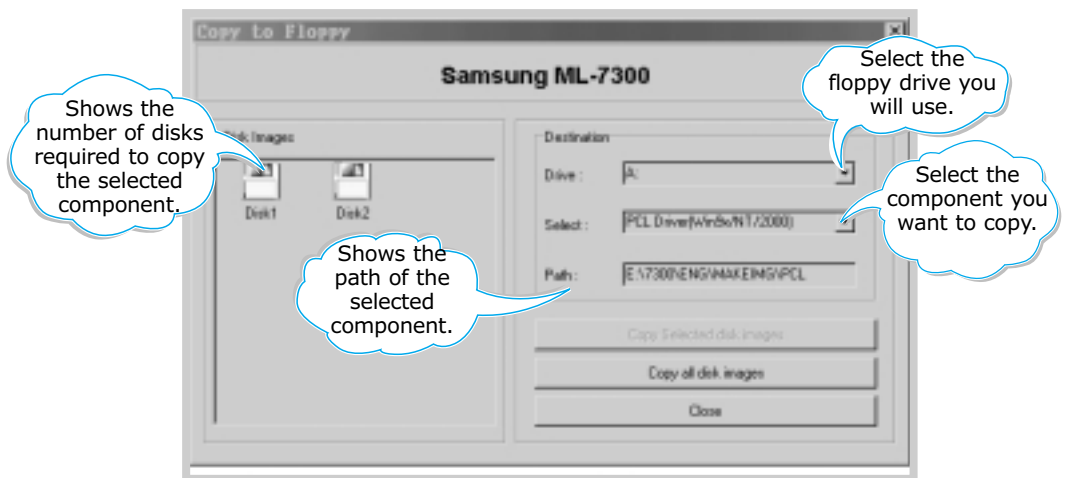 Copy to Floppy
Samsung ML-7300
Select the
floppy drive you
will use.
Shows the
number of disks
required to copy
the selected
component.
Disk Images
Disk1
Disk2
Destination
Drive :
A:
Select :
PCL Driver(Win9x/NT/2000)
Path :
E:\7300\ENG\MAKEIMG\PCL
Select the
component you
want to copy.
Shows the
path of the
selected
component.
Copy Selected disk images
Copy all disk images
Close